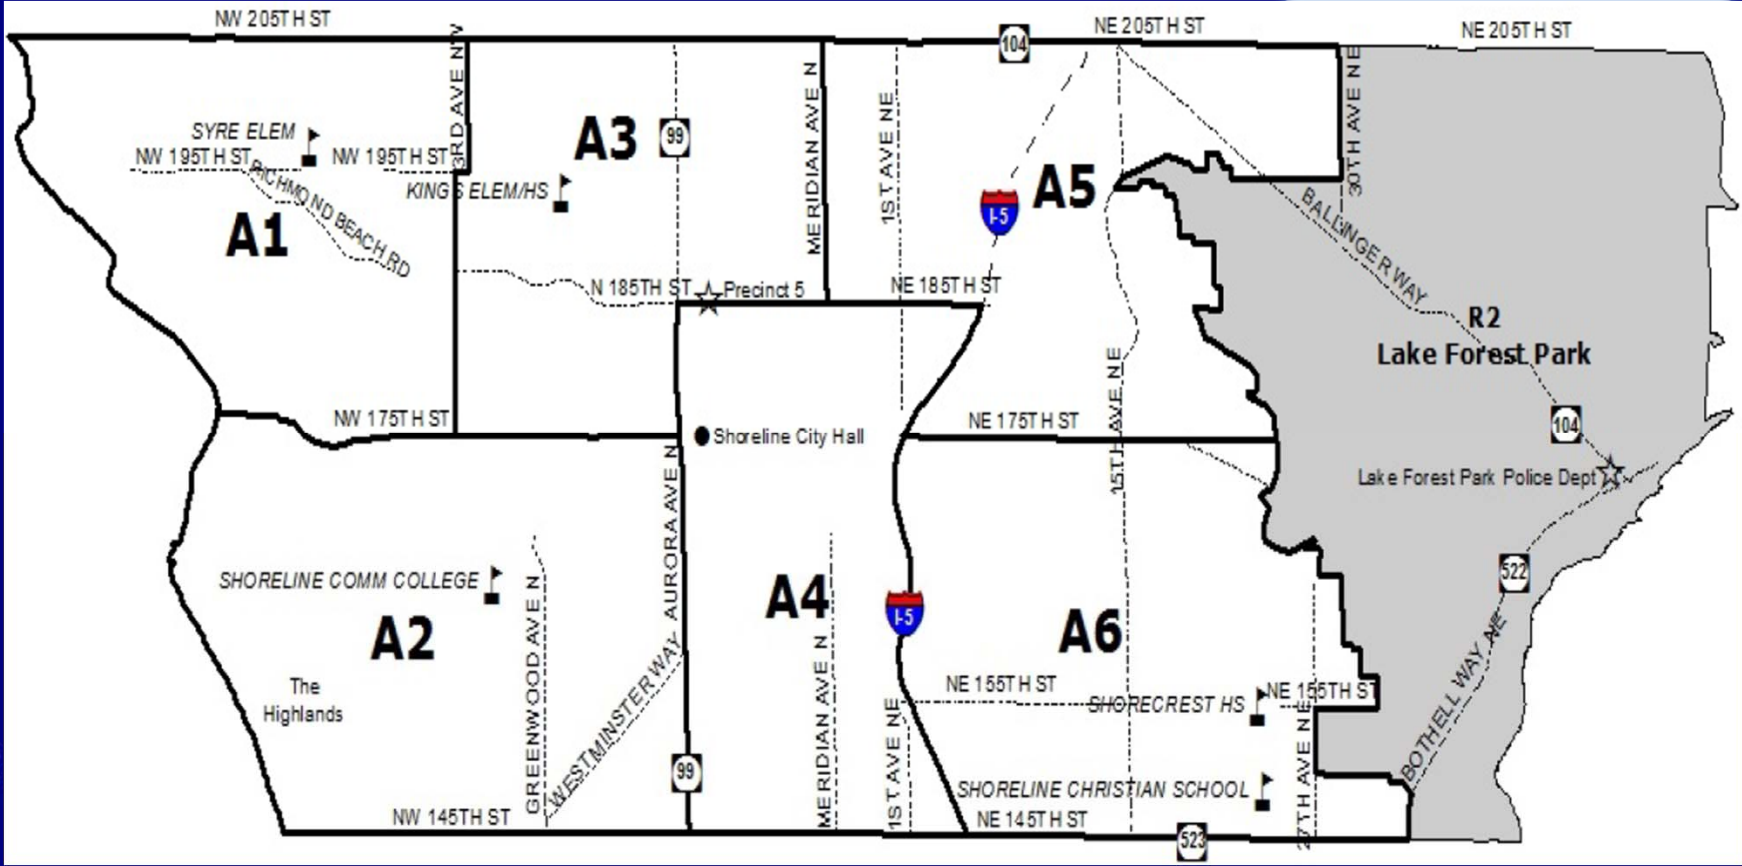 NW 205TH ST
NE 205TH ST
NE 205TH ST
104
3RD AVE NW
MERIDIAN AVE N
1ST AVE NE
30TH AVE NE
SYRE ELEM
A3
99
NW 195TH ST
NW 195TH ST
RICHMOND BEACH RD
KINGS ELEM/HS
A5
I-5
A1
BALLINGER WAY
N 185TH ST
Precinct 5
NE 185TH ST
R2
Lake Forest Park
NW 175TH ST
NE 175TH ST
15TH AVE NE
104
Shoreline City Hall
Lake Forest Park Police Dept
AURORA AVE N
SHORELINE COMM COLLEGE
522
A2
A4
I-5
A6
GREENWOOD AVE N
WESTMINSTER WAY
MERIDIAN AVE N
1ST AVE NE
The
Highlands
NE 155TH ST
NE 155TH ST
SHORECREST HS
27TH AVE NE
BOTHELL WAY NE
99
SHORELINE CHRISTIAN SCHOOL
NW 145TH ST
NE 145TH ST
523